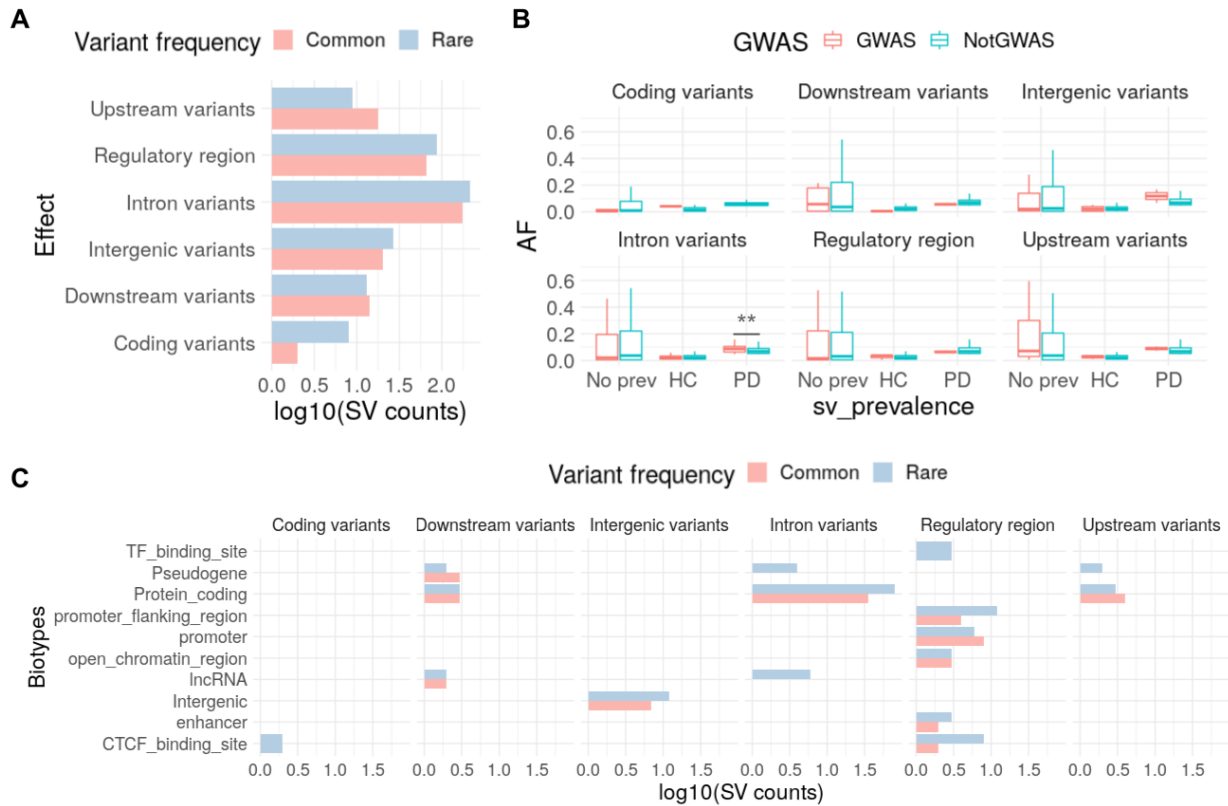 A
Variant frequency Common Rare
Upstream variants
Regulatory region
Intron variants
Intergenic variants
Downstream variants
Coding variants
Effect
0.0 0.5 1.0 1.5 2.0
log10(SV counts)
B
GWAS GWAS NotGWAS
Coding variants Downstream variants Intergenic variants
0.6
0.4
0.2
0.0
AF
Intron variants Regulatory region Upstream variants
0.6
0.4
0.2
0.0
**
No prev HC PD No prev HC PD No prev HC PD
sv_prevalence
C
Variant frequency Common Rare
Coding variants Downstream variants Intergenic variants Intron variants Regulatory region Upstream variants
TF_binding_site
Pseudogene
Protein_coding
promoter_flanking_region
promoter
open_chromatin_region
lncRNA
Intergenic
enhancer
CTCF_binding_site
Biotypes
0.0 0.5 1.0 1.5 0.0 0.5 1.0 1.5 0.0 0.5 1.0 1.5 0.0 0.5 1.0 1.5 0.0 0.5 1.0 1.5 0.0 0.5 1.0 1.5
log10(SV counts)